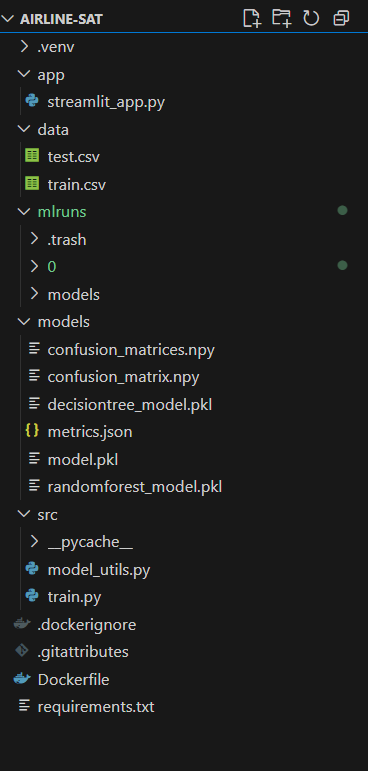 AIRLINE-SAT
.venv
app
streamlit_app.py
data
test.csv
train.csv
mlruns
.trash
0
models
models
confusion_matrices.npy
confusion_matrix.npy
decisiontree_model.pkl
metrics.json
model.pkl
randomforest_model.pkl
src
__pycache__
model_utils.py
train.py
.dockerignore
.gitattributes
Dockerfile
requirements.txt